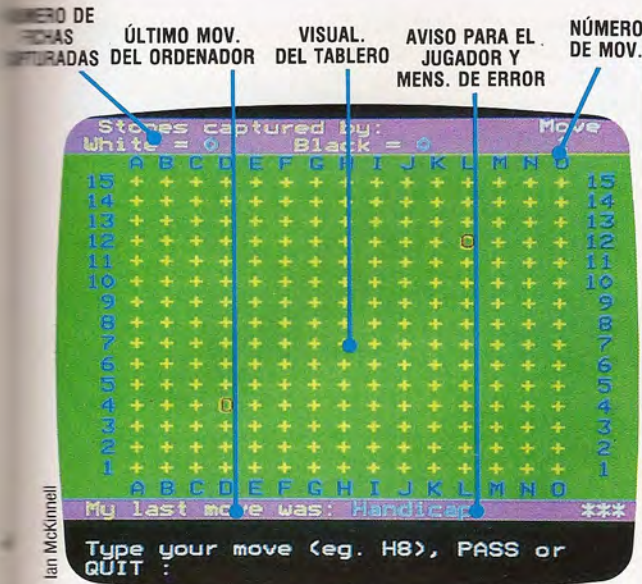 DE
ÚLTIMO MOV.
DEL ORDENADOR
VISUAL.
DEL TABLERO
AVISO PARA EL
JUGADOR Y
MENS. DE ERROR
NÚMERO
DE MOV.
Stones captured by: Move
White = 0 Black = 0
A B C D E F G H I J K L M N O
15 15
14 14
13 13
12 12
11 11
10 10
9 9
8 8
7 7
6 6
5 5
4 4
3 3
2 2
1 1
A B C D E F G H I J K L M N O
My last move was: Handicap ***
Type your move (eg. H8), PASS or
QUIT :
Ian McKinnell